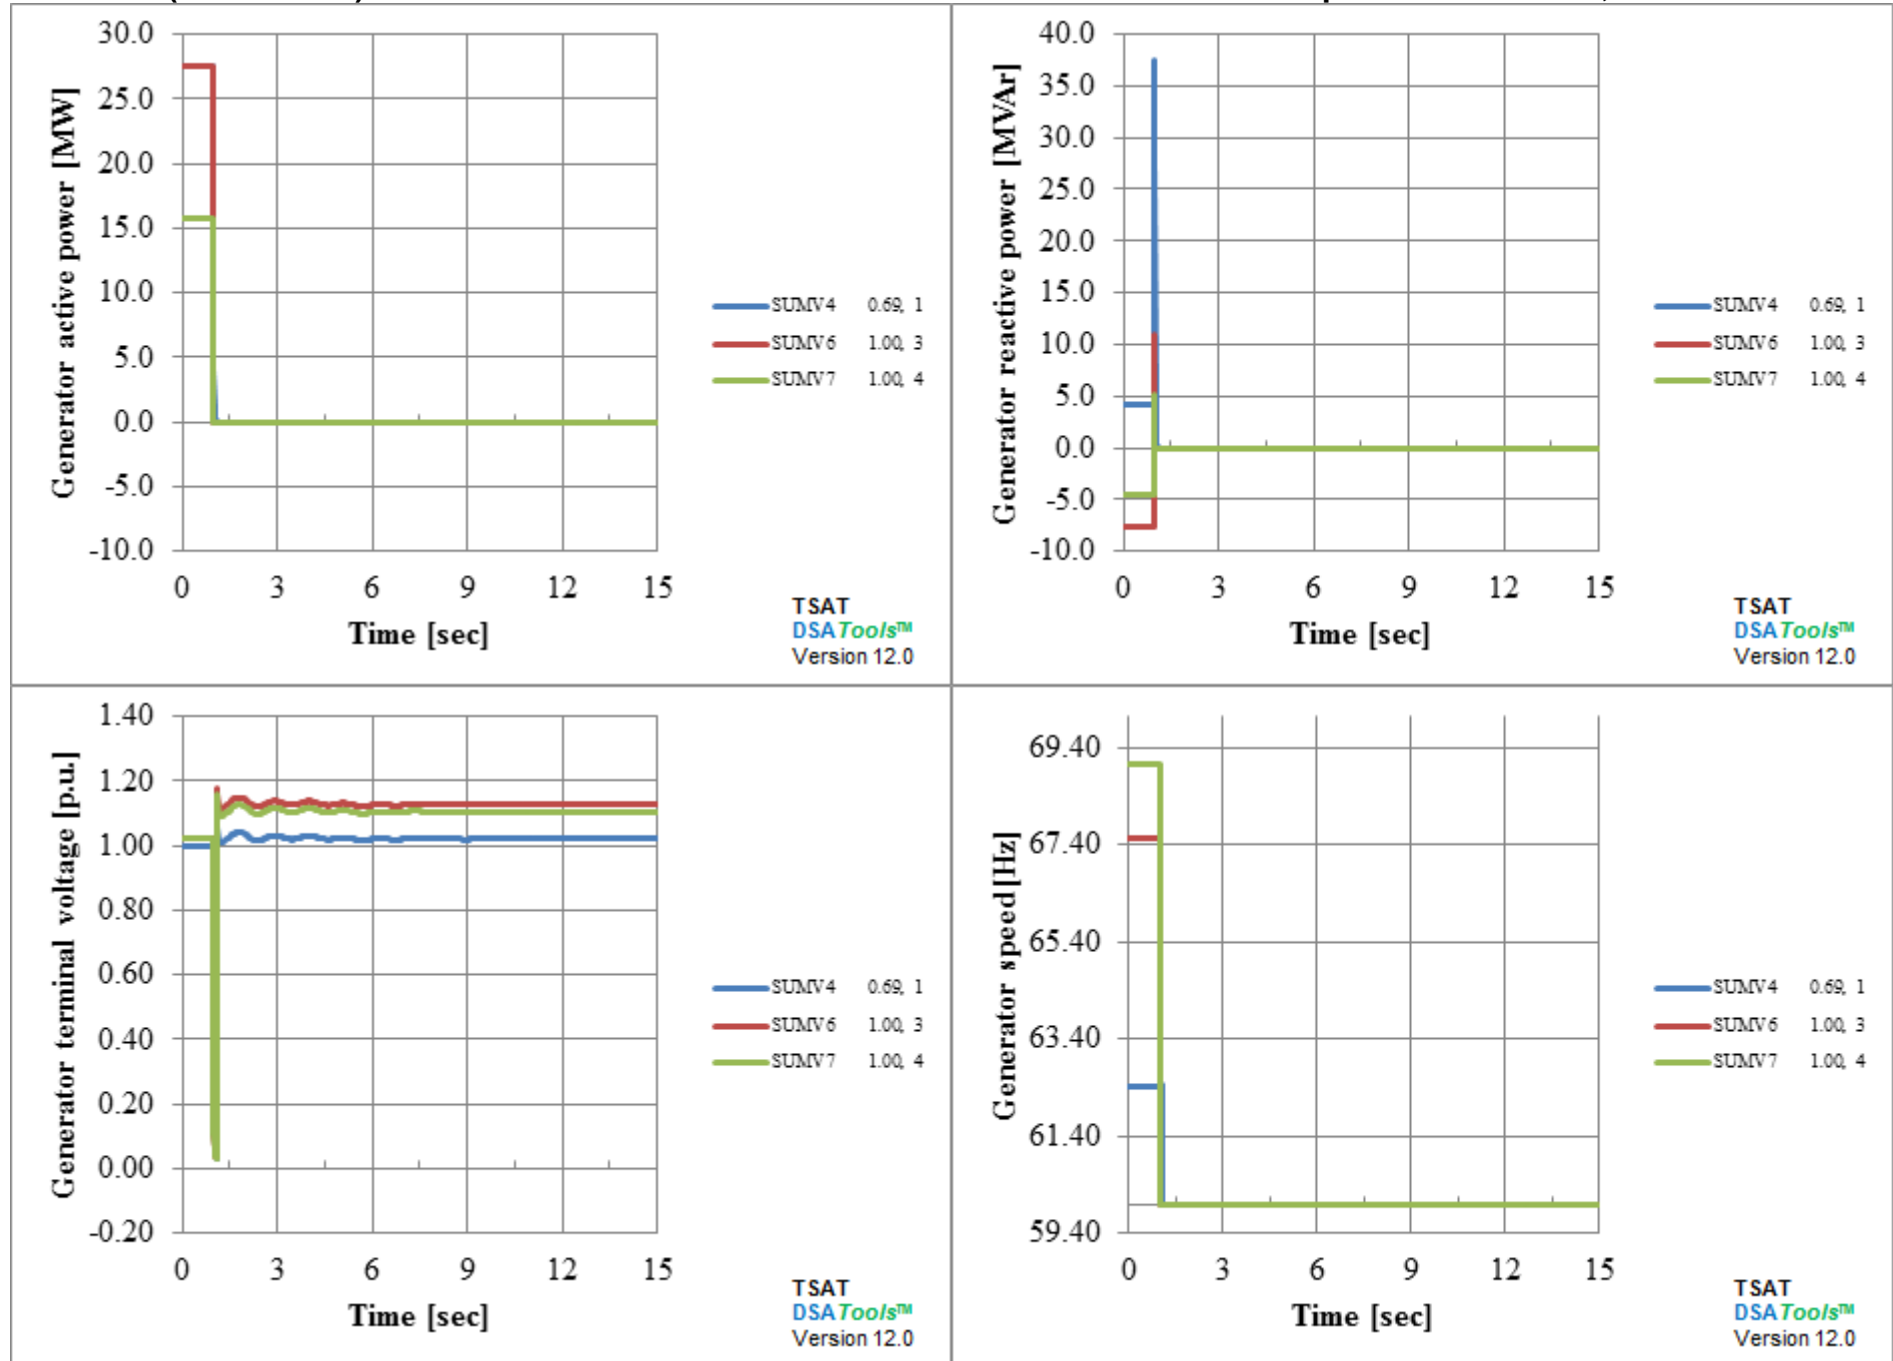 Generator active power [MW]
30.0
25.0
20.0
15.0
10.0
5.0
0.0
-5.0
-10.0
0 3 6 9 12 15
Time [sec]
SUMV4 0.69, 1
SUMV6 1.00, 3
SUMV7 1.00, 4
TSAT
DSATools™
Version 12.0
Generator reactive power [MVAr]
40.0
35.0
30.0
25.0
20.0
15.0
10.0
5.0
0.0
-5.0
-10.0
0 3 6 9 12 15
Time [sec]
SUMV4 0.69, 1
SUMV6 1.00, 3
SUMV7 1.00, 4
TSAT
DSATools™
Version 12.0
Generator terminal voltage [p.u.]
1.40
1.20
1.00
0.80
0.60
0.40
0.20
0.00
-0.20
0 3 6 9 12 15
Time [sec]
SUMV4 0.69, 1
SUMV6 1.00, 3
SUMV7 1.00, 4
TSAT
DSATools™
Version 12.0
Generator speed [Hz]
69.40
67.40
65.40
63.40
61.40
59.40
0 3 6 9 12 15
Time [sec]
SUMV4 0.69, 1
SUMV6 1.00, 3
SUMV7 1.00, 4
TSAT
DSATools™
Version 12.0